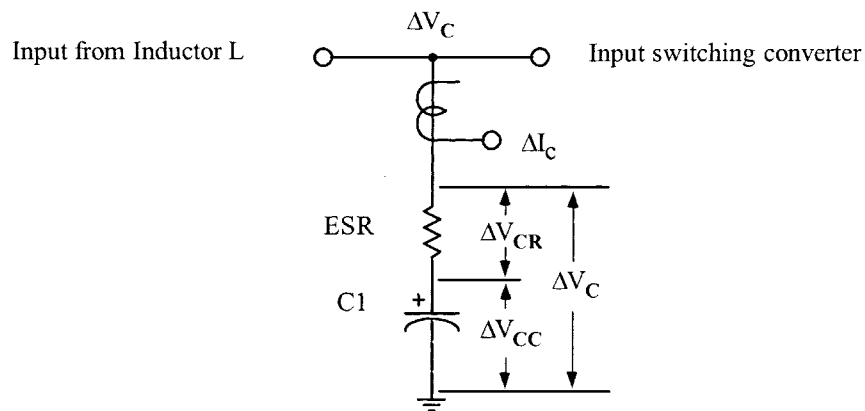 ΔV_C
Input from Inductor L
Input switching converter
ΔI_c
ESR
ΔV_CR
ΔV_C
C1
+
ΔV_CC